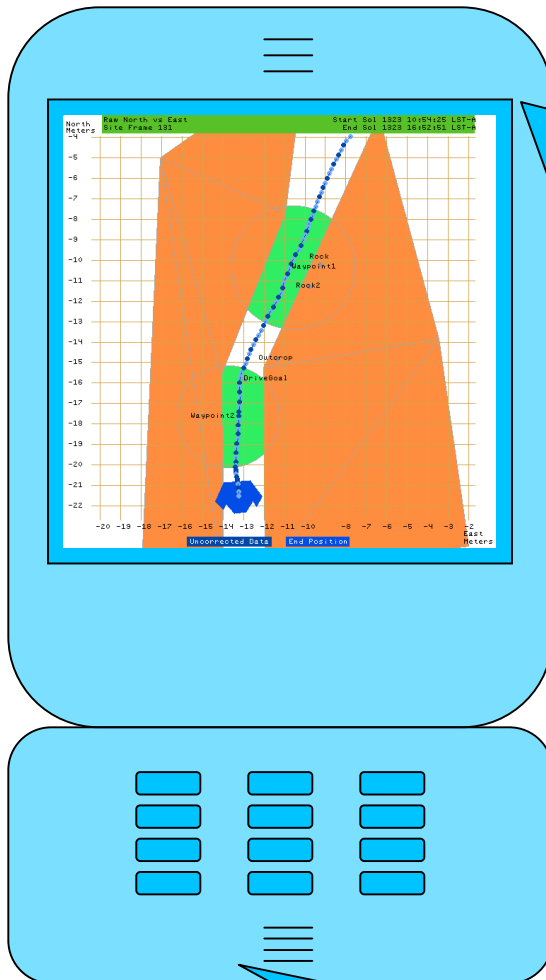 Raw North vs East
Start Sol 1323 10:54:25 LST-A
Site Frame 131
End Sol 1323 16:52:51 LST-A
North
Meters
-4
-5
-6
-7
-8
-9
-10
-11
-12
-13
-14
-15
-16
-17
-18
-19
-20
-21
-22
Rock
Waypoint1
Rock2
Outcrop
DriveGoal
Waypoint2
-20 -19 -18 -17 -16 -15 -14 -13 -12 -11 -10 -8 -7 -6 -5 -4 -3 -2
East
Meters
Uncorrected Data
End Position